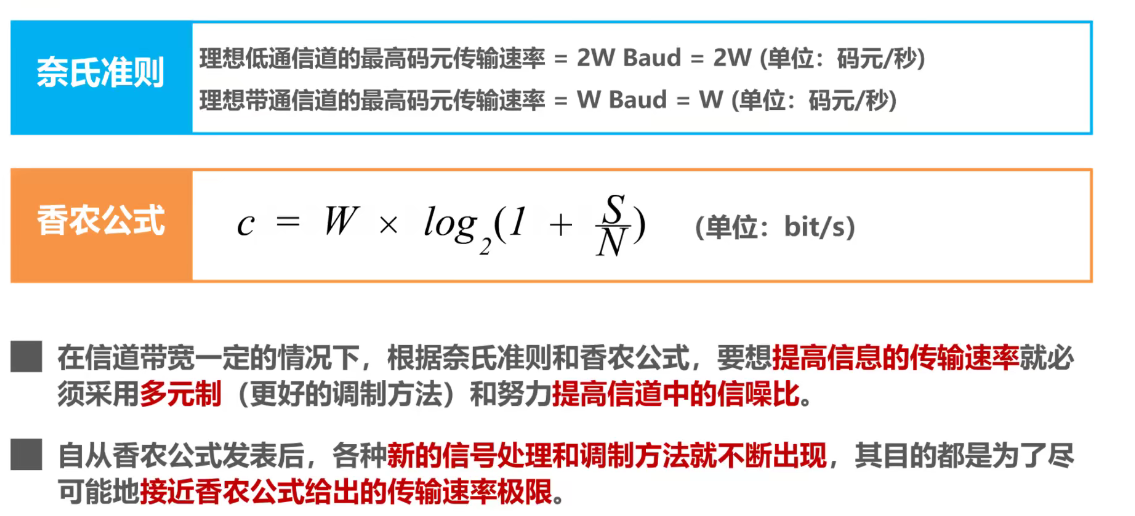 奈氏准则
理想低通信道的最高码元传输速率 = 2W Baud = 2W (单位：码元/秒)
理想带通信道的最高码元传输速率 = W Baud = W (单位：码元/秒)
香农公式
c = W × log₂(1 + S/N) (单位：bit/s)
在信道带宽一定的情况下，根据奈氏准则和香农公式，要想提高信息的传输速率就必
须采用多元制（更好的调制方法）和努力提高信道中的信噪比。
自从香农公式发表后，各种新的信号处理和调制方法就不断出现，其目的都是为了尽
可能地接近香农公式给出的传输速率极限。